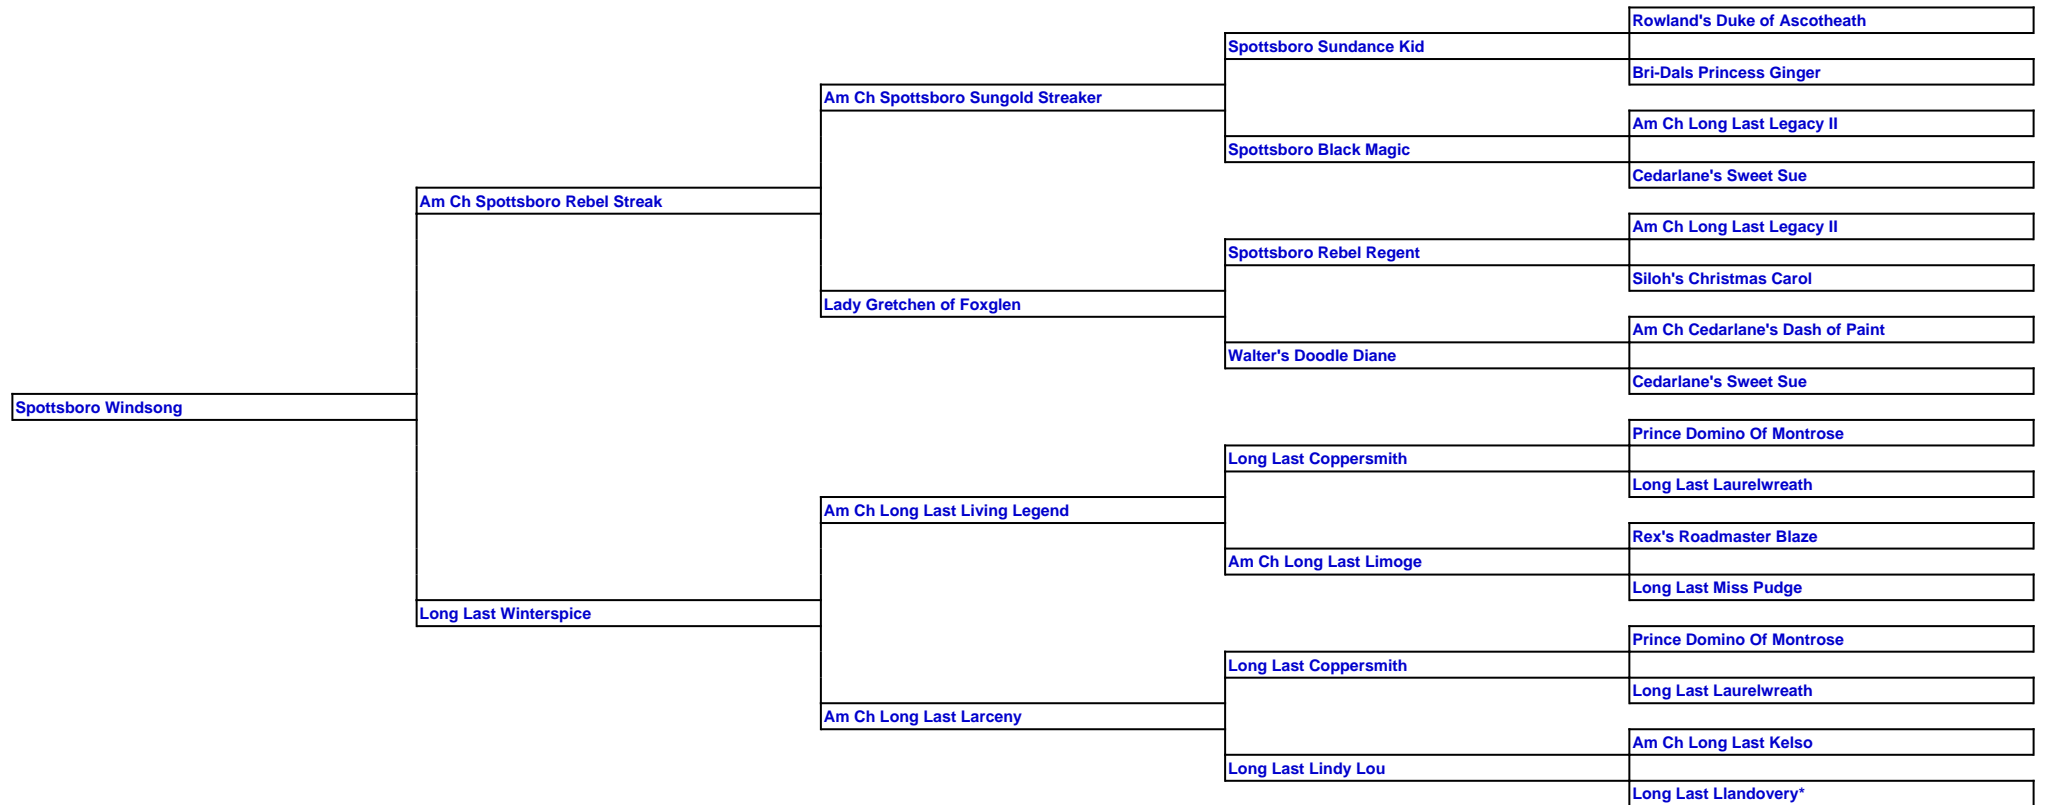 Rowland's Duke of Ascotheath
Spottsboro Sundance Kid
Bri-Dals Princess Ginger
Am Ch Spottsboro Sungold Streaker
Am Ch Long Last Legacy II
Spottsboro Black Magic
Cedarlane's Sweet Sue
Am Ch Spottsboro Rebel Streak
Am Ch Long Last Legacy II
Spottsboro Rebel Regent
Siloh's Christmas Carol
Lady Gretchen of Foxglen
Am Ch Cedarlane's Dash of Paint
Walter's Doodle Diane
Cedarlane's Sweet Sue
Spottsboro Windsong
Prince Domino Of Montrose
Long Last Coppersmith
Long Last Laurelwreath
Am Ch Long Last Living Legend
Rex's Roadmaster Blaze
Am Ch Long Last Limoge
Long Last Miss Pudge
Long Last Winterspice
Prince Domino Of Montrose
Long Last Coppersmith
Long Last Laurelwreath
Am Ch Long Last Larceny
Am Ch Long Last Kelso
Long Last Lindy Lou
Long Last Llandovery*